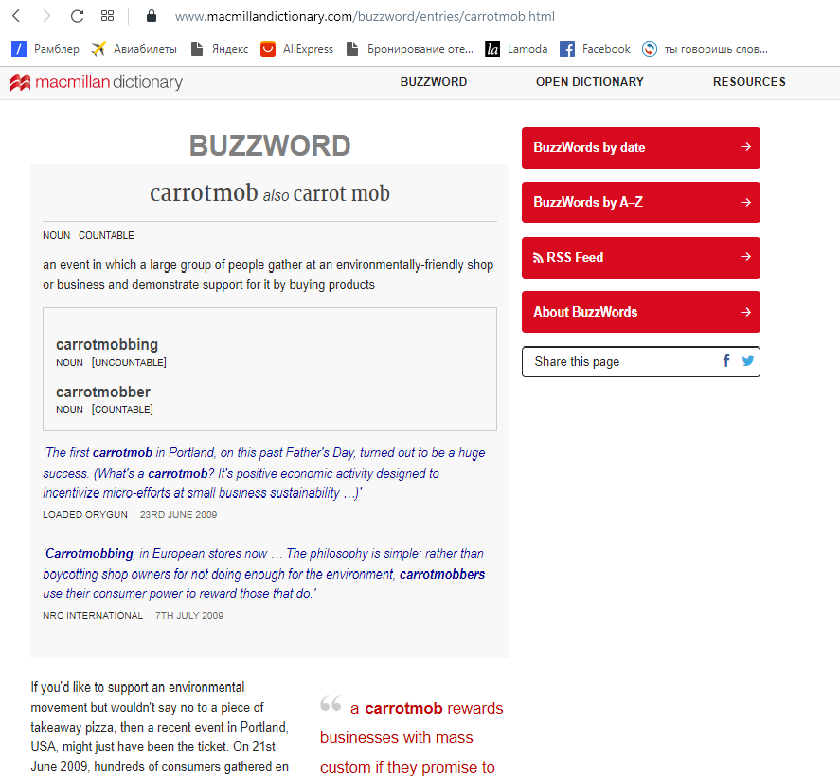 www.macmillandictionary.com/buzzword/entries/carrotmob.html
Рамблер Авиабилеты Яндекс AliExpress Бронирование оте... la Lamoda Facebook ты говоришь слов...
macmillan dictionary BUZZWORD OPEN DICTIONARY RESOURCES
BUZZWORD
carrotmob also carrot mob
NOUN COUNTABLE
an event in which a large group of people gather at an environmentally-friendly shop
or business and demonstrate support for it by buying products
carrotmobbing
NOUN [UNCOUNTABLE]
carrotmobber
NOUN [COUNTABLE]
'The first carrotmob in Portland, on this past Father's Day, turned out to be a huge
success. (What's a carrotmob? It's positive economic activity designed to
incentivize micro-efforts at small business sustainability …)'
LOADED ORYGUN 23RD JUNE 2009
'Carrotmobbing, in European stores now … The philosophy is simple: rather than
boycotting shop owners for not doing enough for the environment, carrotmobbers
use their consumer power to reward those that do.'
NRC INTERNATIONAL 7TH JULY 2009
If you'd like to support an environmental
movement but wouldn't say no to a piece of
takeaway pizza, then a recent event in Portland,
USA, might just have been the ticket. On 21st
June 2009, hundreds of consumers gathered en
“ a carrotmob rewards
businesses with mass
custom if they promise to
BuzzWords by date
BuzzWords by A–Z
RSS Feed
About BuzzWords
Share this page